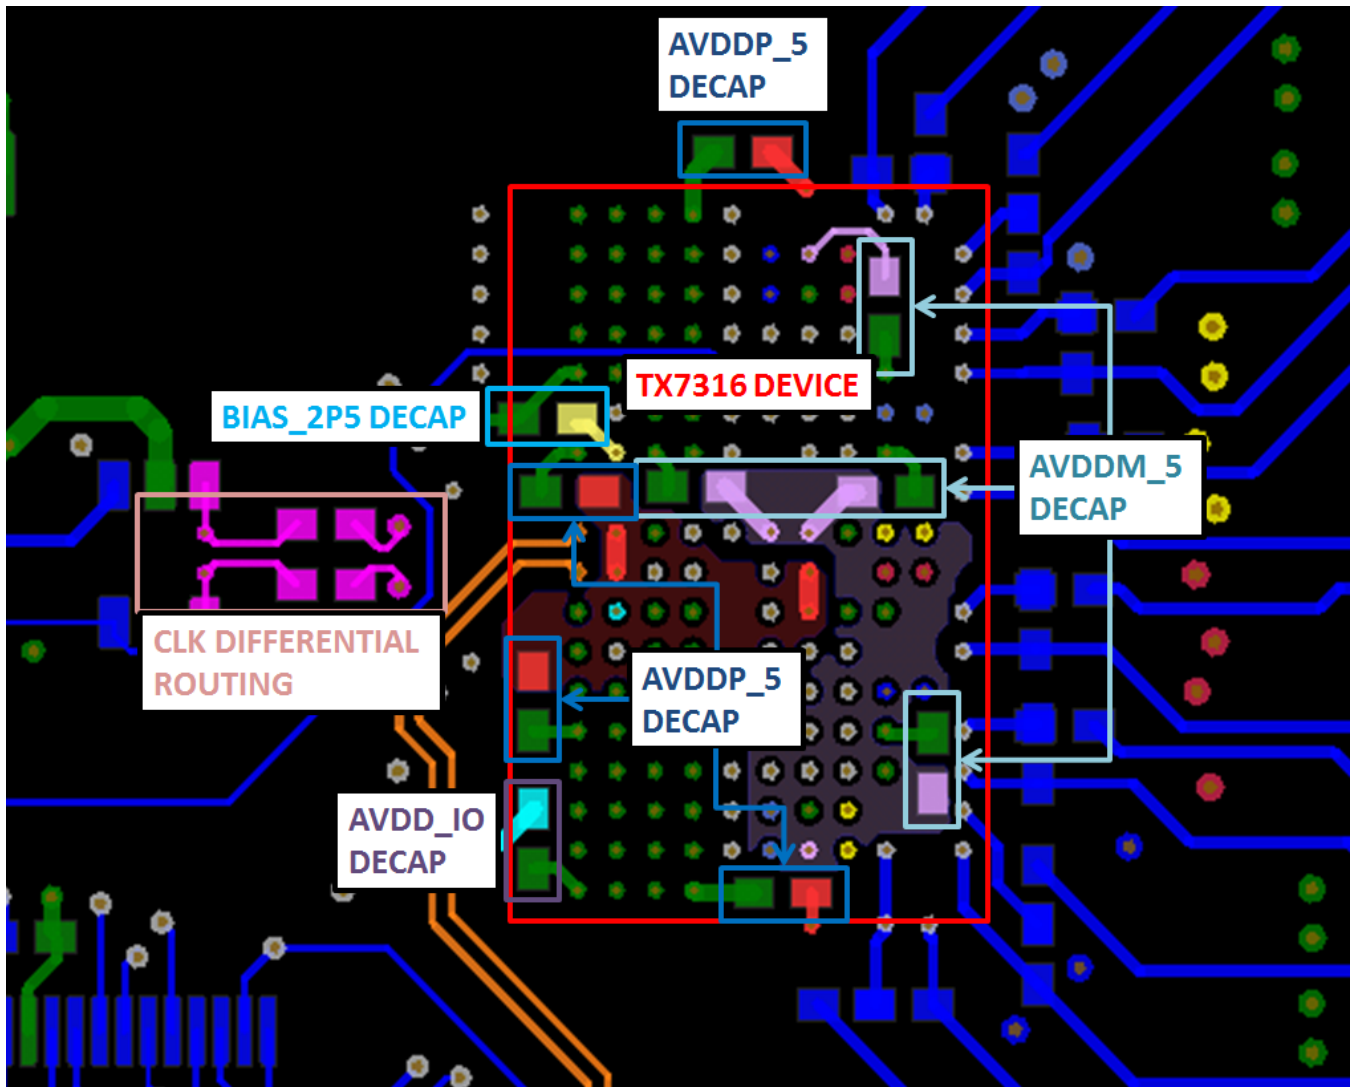 AVDDP_5
DECAP
TX7316 DEVICE
BIAS_2P5 DECAP
AVDDM_5
DECAP
CLK DIFFERENTIAL
ROUTING
AVDDP_5
DECAP
AVDD_IO
DECAP